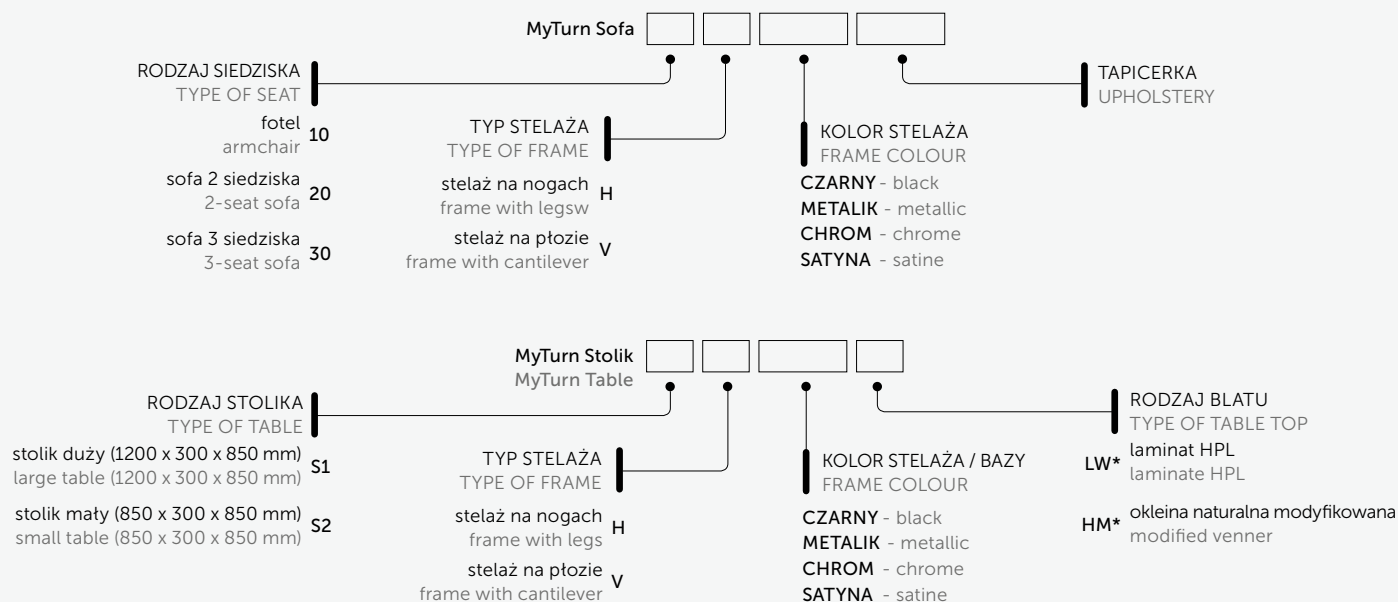 MyTurn Sofa
RODZAJ SIEDZISKA
TYPE OF SEAT
fotel
armchair
10
sofa 2 siedziska
2-seat sofa
20
sofa 3 siedziska
3-seat sofa
30
TYP STELAŻA
TYPE OF FRAME
stelaż na nogach
frame with legsw
H
stelaż na płozie
frame with cantilever
V
KOLOR STELAŻA
FRAME COLOUR
CZARNY - black
METALIK - metallic
CHROM - chrome
SATYNA - satine
TAPICERKA
UPHOLSTERY
MyTurn Stolik
MyTurn Table
RODZAJ STOLIKA
TYPE OF TABLE
stolik duży (1200 x 300 x 850 mm)
large table (1200 x 300 x 850 mm)
S1
stolik mały (850 x 300 x 850 mm)
small table (850 x 300 x 850 mm)
S2
TYP STELAŻA
TYPE OF FRAME
stelaż na nogach
frame with legs
H
stelaż na płozie
frame with cantilever
V
KOLOR STELAŻA / BAZY
FRAME COLOUR
CZARNY - black
METALIK - metallic
CHROM - chrome
SATYNA - satine
RODZAJ BLATU
TYPE OF TABLE TOP
LW*
laminat HPL
laminate HPL
HM*
okleina naturalna modyfikowana
modified venner